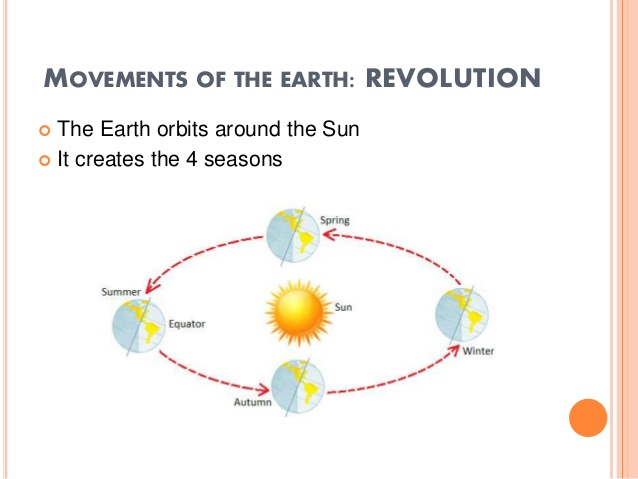 MOVEMENTS OF THE EARTH: REVOLUTION
The Earth orbits around the Sun
It creates the 4 seasons
Spring
Summer
Sun
Equator
Winter
Autumn